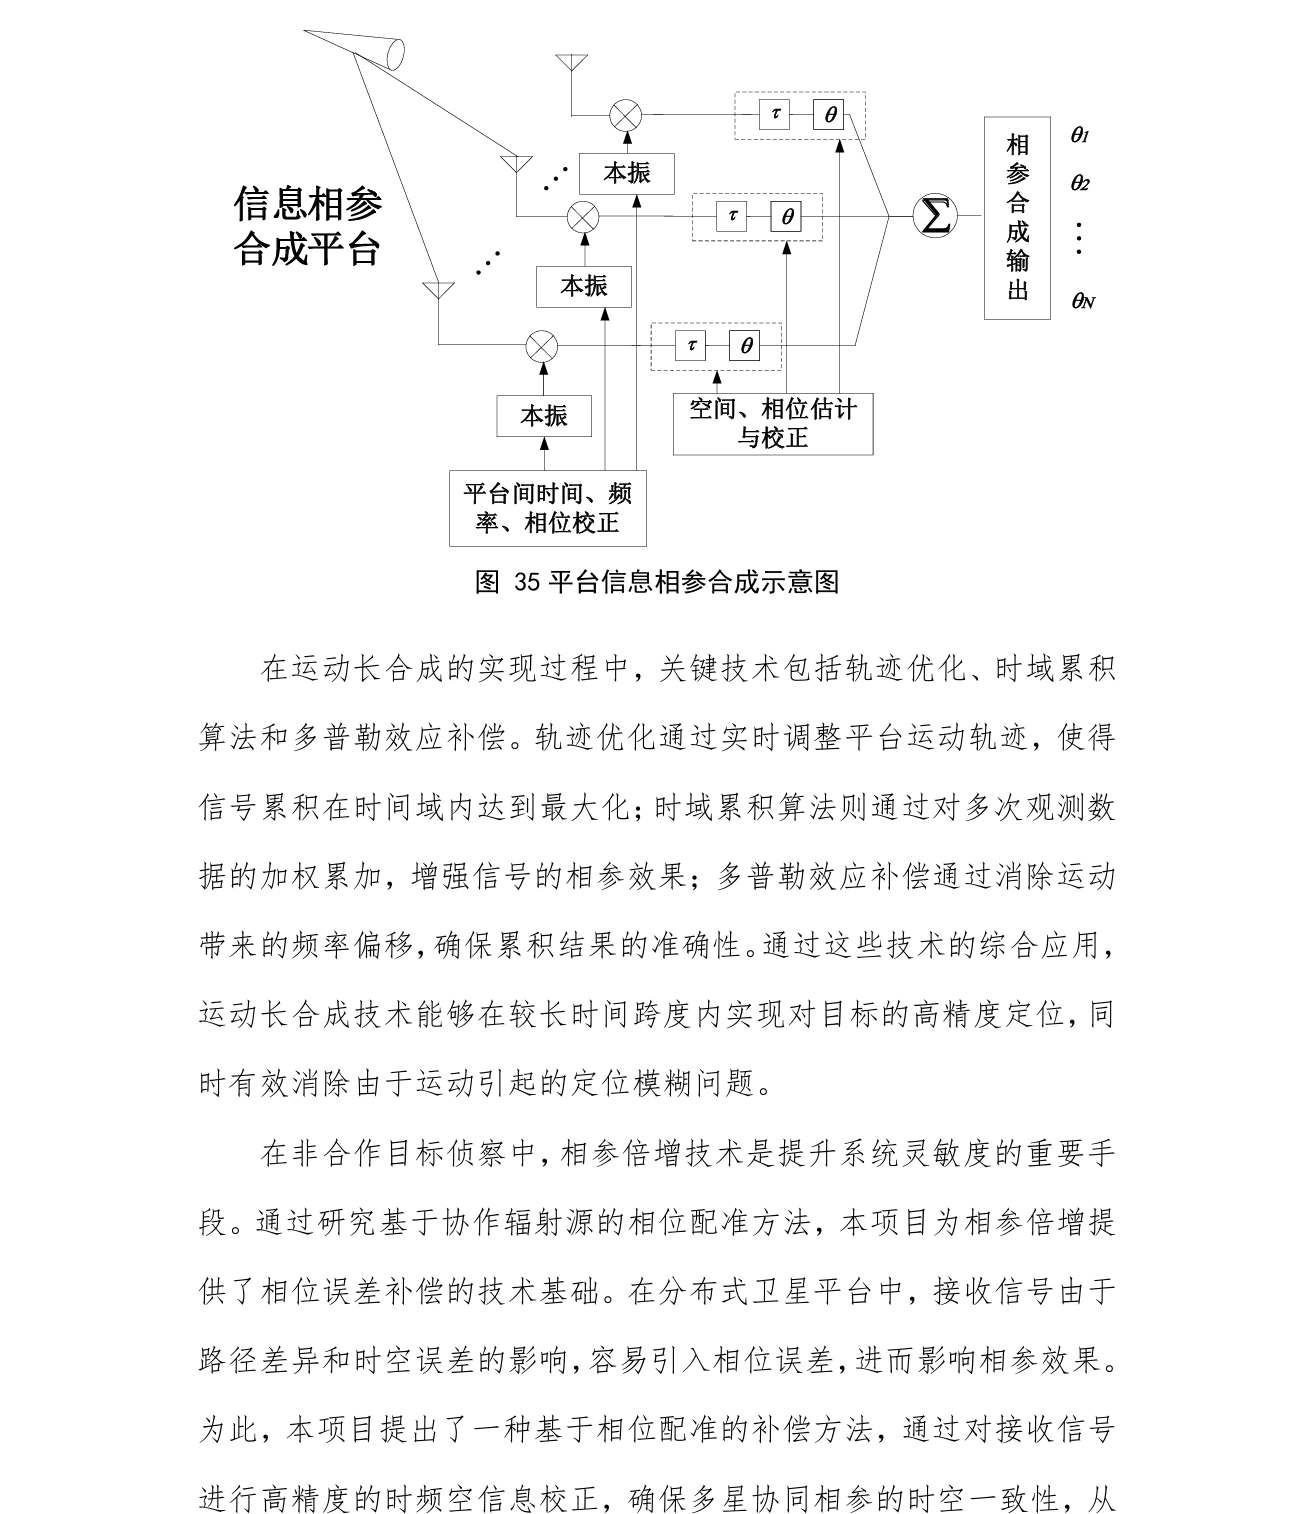 τ
θ
本振
τ
θ
本振
τ
θ
本振
信息相参
合成平台
Σ
相参合成输出
θ1
θ2
θN
空间、相位估计
与校正
平台间时间、频
率、相位校正
图 35 平台信息相参合成示意图
在运动长合成的实现过程中，关键技术包括轨迹优化、时域累积
算法和多普勒效应补偿。轨迹优化通过实时调整平台运动轨迹，使得
信号累积在时间域内达到最大化；时域累积算法则通过对多次观测数
据的加权累加，增强信号的相参效果；多普勒效应补偿通过消除运动
带来的频率偏移，确保累积结果的准确性。通过这些技术的综合应用，
运动长合成技术能够在较长时间跨度内实现对目标的高精度定位，同
时有效消除由于运动引起的定位模糊问题。
在非合作目标侦察中，相参倍增技术是提升系统灵敏度的重要手
段。通过研究基于协作辐射源的相位配准方法，本项目为相参倍增提
供了相位误差补偿的技术基础。在分布式卫星平台中，接收信号由于
路径差异和时空误差的影响，容易引入相位误差，进而影响相参效果。
为此，本项目提出了一种基于相位配准的补偿方法，通过对接收信号
进行高精度的时频空信息校正，确保多星协同相参的时空一致性，从